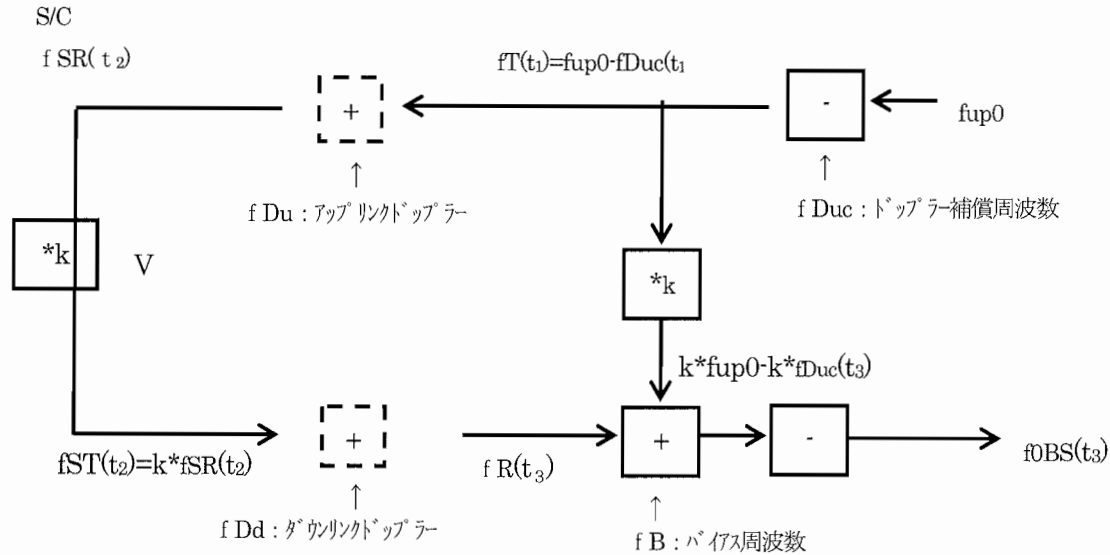 S/C
f SR( t ₂)
fT(t₁)=fup0-fDuc(t₁
+
-
fup0
↑
↑
f Du : アップリンクドップラー
f Duc : ドップラー補償周波数
*k
V
*k
k*fup0-k*fDuc(t₃)
+
+
-
fST(t₂)=k*fSR(t₂)
f R(t₃)
f0BS(t₃)
↑
↑
f Dd : ダウンリンクドップラー
f B : バイアス周波数